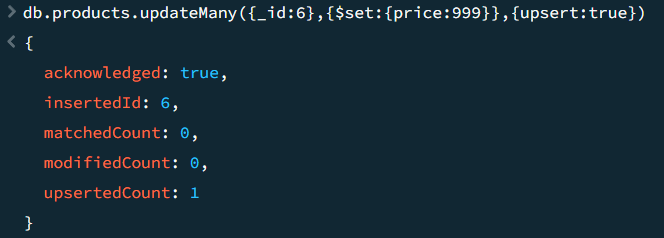 > db.products.updateMany({_id:6},{$set:{price:999}},{upsert:true})
< {
acknowledged: true,
insertedId: 6,
matchedCount: 0,
modifiedCount: 0,
upsertedCount: 1
}